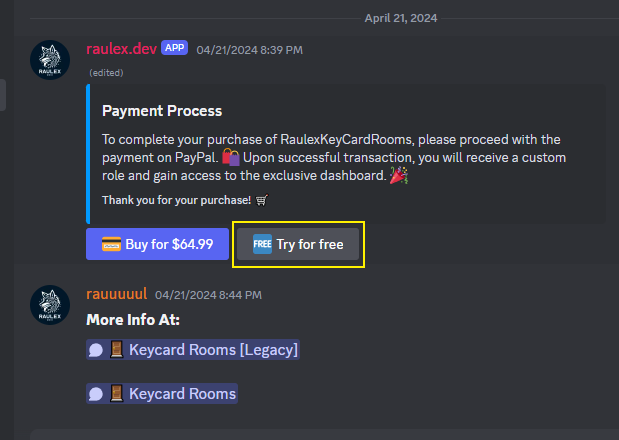 April 21, 2024
RAULEX
raulex.dev APP 04/21/2024 8:39 PM
(edited)
Payment Process
To complete your purchase of RaulexKeyCardRooms, please proceed with the
payment on PayPal. 🛍️ Upon successful transaction, you will receive a custom
role and gain access to the exclusive dashboard. 🎉
Thank you for your purchase! 🛒
💳 Buy for $64.99
FREE Try for free
RAULEX
rauuuuul 04/21/2024 8:44 PM
More Info At:
🚪 Keycard Rooms [Legacy]
🚪 Keycard Rooms